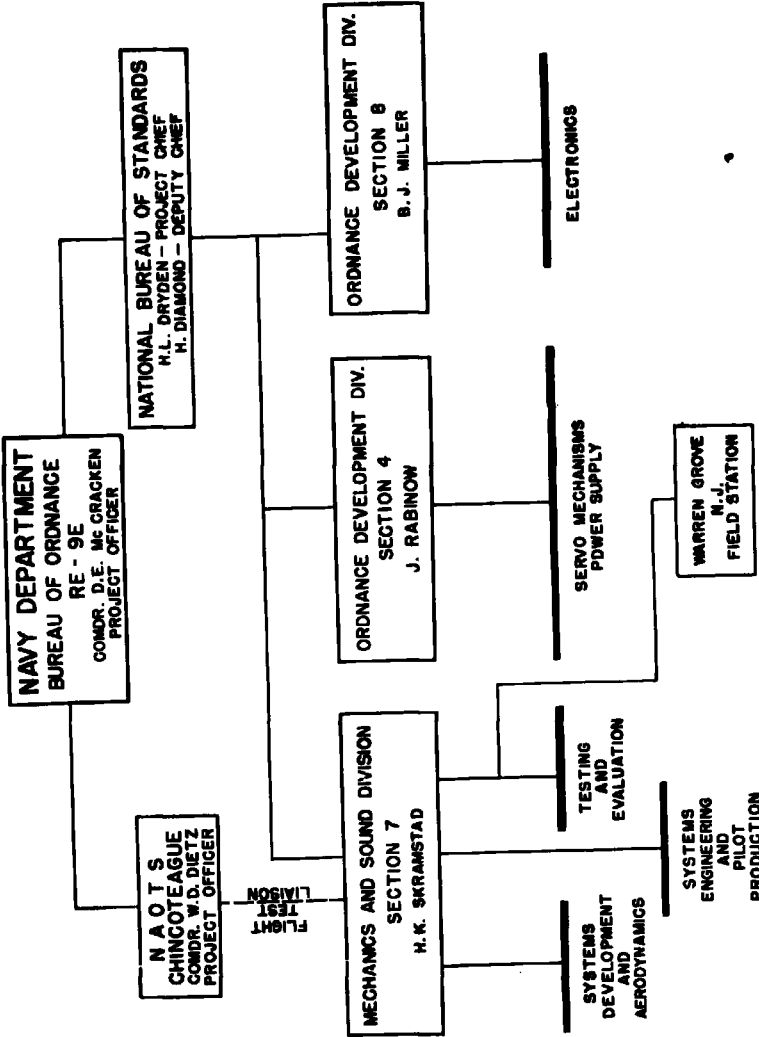 NAVY DEPARTMENT
BUREAU OF ORDNANCE
RE - 9E
COMDR. D.E. Mc CRACKEN
PROJECT OFFICER
N A O T S
CHINCOTEAGUE
COMDR. W.D. DIETZ
PROJECT OFFICER
NATIONAL BUREAU OF STANDARDS
H.L. DRYDEN - PROJECT CHIEF
H. DIAMOND - DEPUTY CHIEF
FLIGHT
TEST
LIAISON
MECHANICS AND SOUND DIVISION
SECTION 7
H.K. SKRAMSTAD
ORDNANCE DEVELOPMENT DIV.
SECTION 4
J. RABINOW
ORDNANCE DEVELOPMENT DIV.
SECTION 8
B.J. MILLER
SYSTEMS
DEVELOPMENT
AND
AERODYNAMICS
SYSTEMS
ENGINEERING
AND
PILOT
PRODUCTION
TESTING
AND
EVALUATION
SERVO MECHANISMS
POWER SUPPLY
ELECTRONICS
WARREN GROVE
N.J.
FIELD STATION